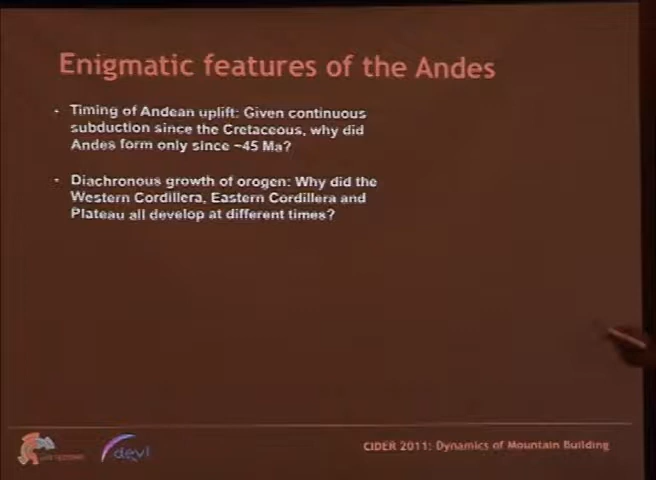 Enigmatic features of the Andes
- Timing of Andean uplift: Given continuous
subduction since the Cretaceous, why did
Andes form only since ~45 Ma?
- Diachronous growth of orogen: Why did the
Western Cordillera, Eastern Cordillera and
Plateau all develop at different times?
devl
CIDER 2011: Dynamics of Mountain Building